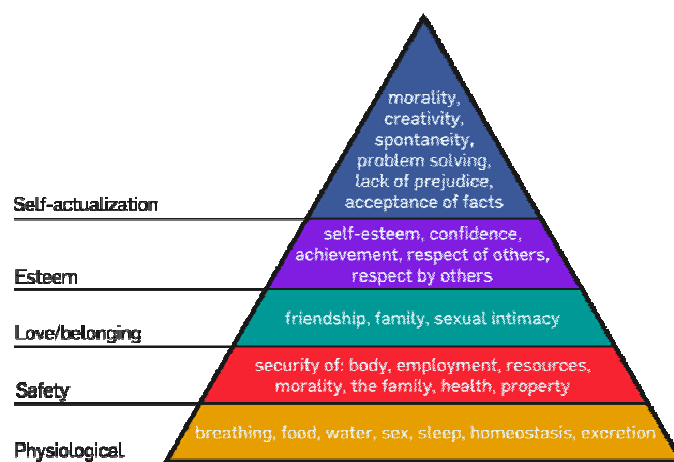 morality,
creativity,
spontaneity,
problem solving,
lack of prejudice,
acceptance of facts
Self-actualization
self-esteem, confidence,
achievement, respect of others,
respect by others
Esteem
friendship, family, sexual intimacy
Love/belonging
security of: body, employment, resources,
morality, the family, health, property
Safety
breathing, food, water, sex, sleep, homeostasis, excretion
Physiological